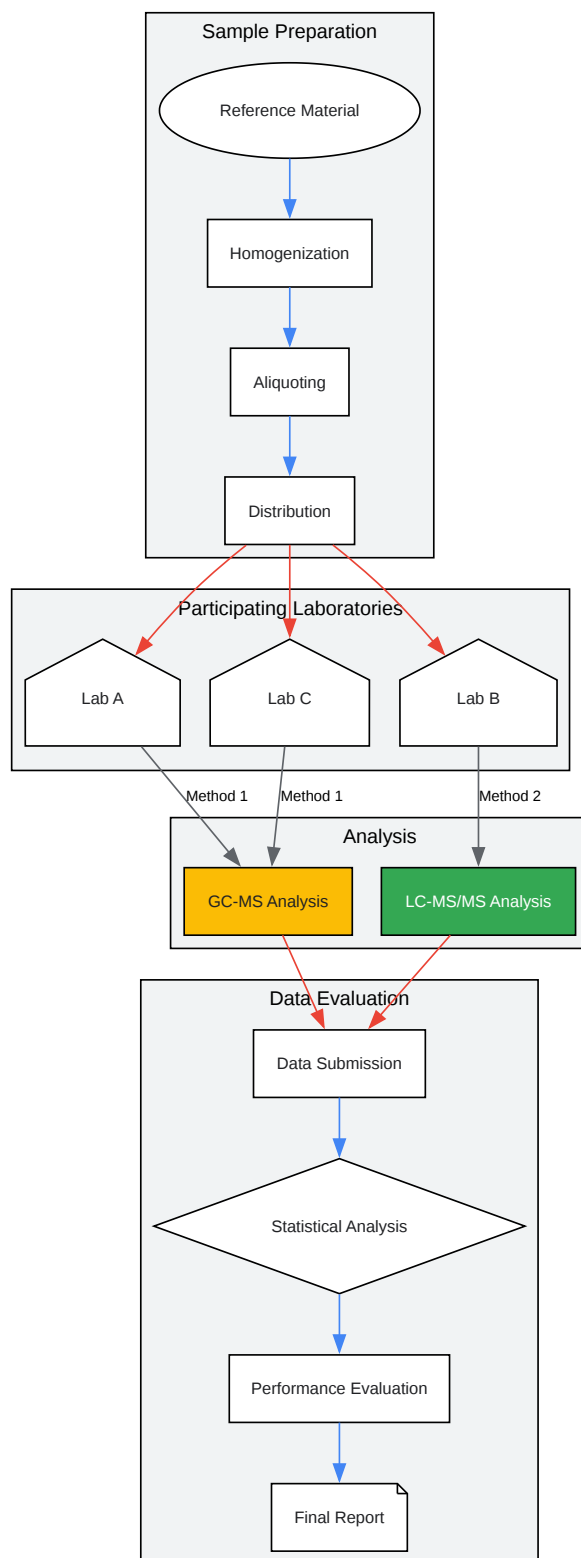 Sample Preparation
Reference Material
Homogenization
Aliquoting
Distribution
Participating Laboratories
Lab A
Lab C
Lab B
Method 1
Method 1
Method 2
Analysis
GC-MS Analysis
LC-MS/MS Analysis
Data Evaluation
Data Submission
Statistical Analysis
Performance Evaluation
Final Report